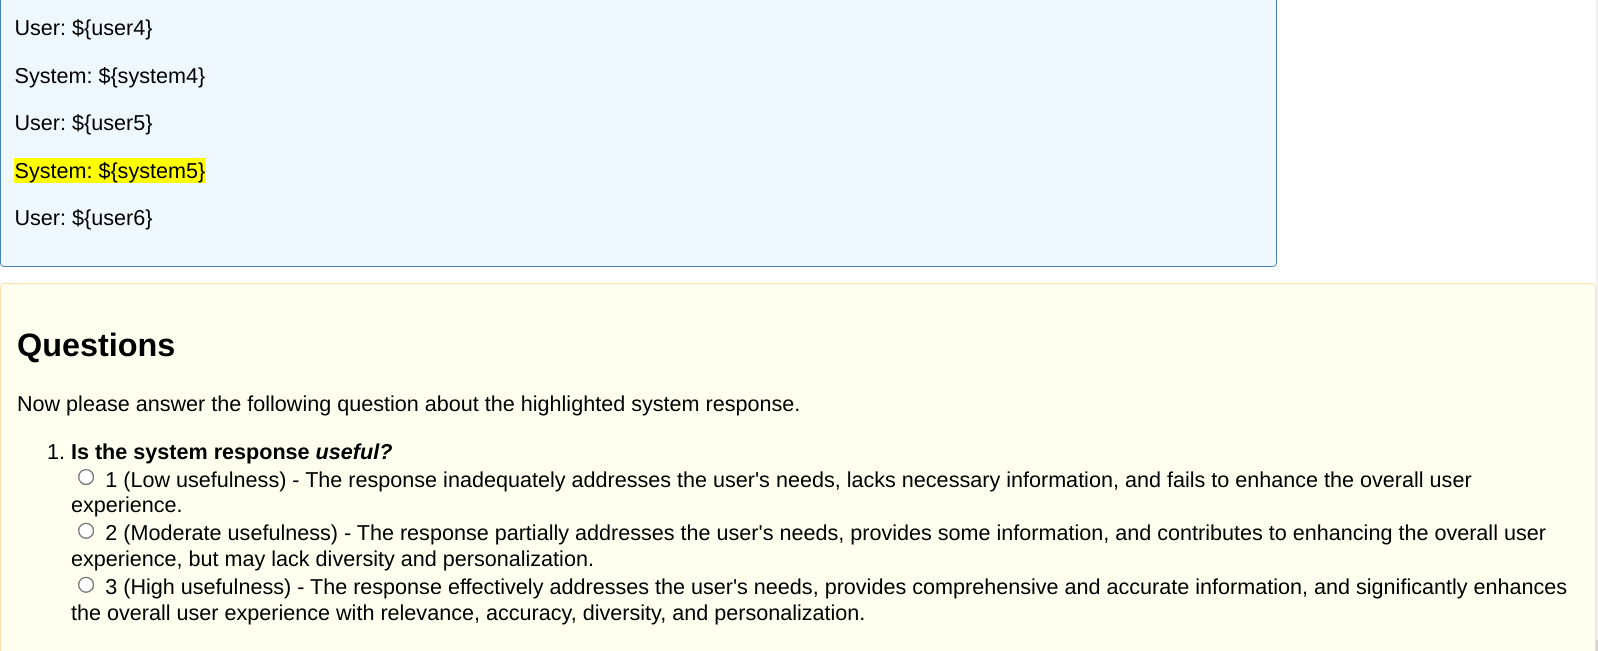 User: ${user4}
System: ${system4}
User: ${user5}
System: ${system5}
User: ${user6}
Questions
Now please answer the following question about the highlighted system response.
1. Is the system response useful?
1 (Low usefulness) - The response inadequately addresses the user's needs, lacks necessary information, and fails to enhance the overall user
experience.
2 (Moderate usefulness) - The response partially addresses the user's needs, provides some information, and contributes to enhancing the overall user
experience, but may lack diversity and personalization.
3 (High usefulness) - The response effectively addresses the user's needs, provides comprehensive and accurate information, and significantly enhances
the overall user experience with relevance, accuracy, diversity, and personalization.